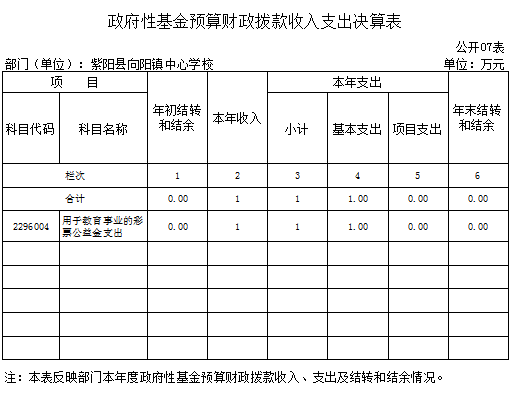 政府性基金预算财政拨款收入支出决算表
公开07表
部门（单位）：紫阳县向阳镇中心学校 单位：万元
项 目 年初结转和结余 本年收入 本年支出 年末结转和结余
科目代码 科目名称 小计 基本支出 项目支出
栏次 1 2 3 4 5 6
合计 0.00 1 1 1.00 0.00 0.00
2296004 用于教育事业的彩票公益金支出 0.00 1 1 1.00 0.00 0.00
注：本表反映部门本年度政府性基金预算财政拨款收入、支出及结转和结余情况。